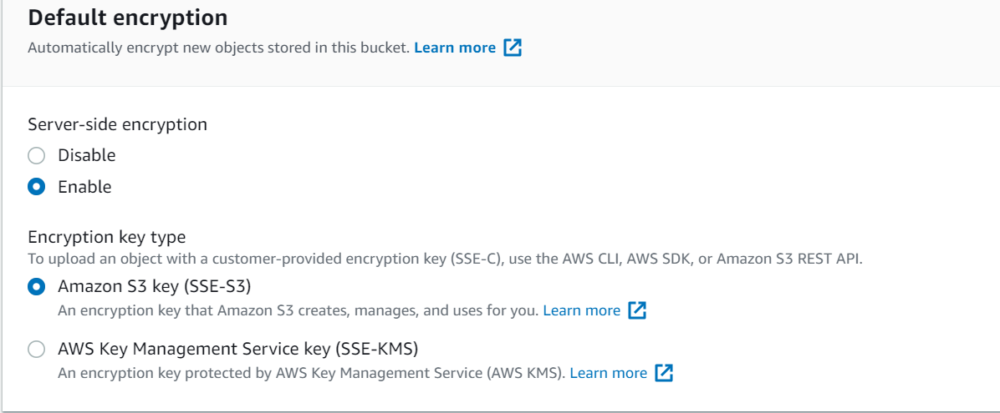 Default encryption
Automatically encrypt new objects stored in this bucket. Learn more
Server-side encryption
Disable
Enable
Encryption key type
To upload an object with a customer-provided encryption key (SSE-C), use the AWS CLI, AWS SDK, or Amazon S3 REST API.
Amazon S3 key (SSE-S3)
An encryption key that Amazon S3 creates, manages, and uses for you. Learn more
AWS Key Management Service key (SSE-KMS)
An encryption key protected by AWS Key Management Service (AWS KMS). Learn more